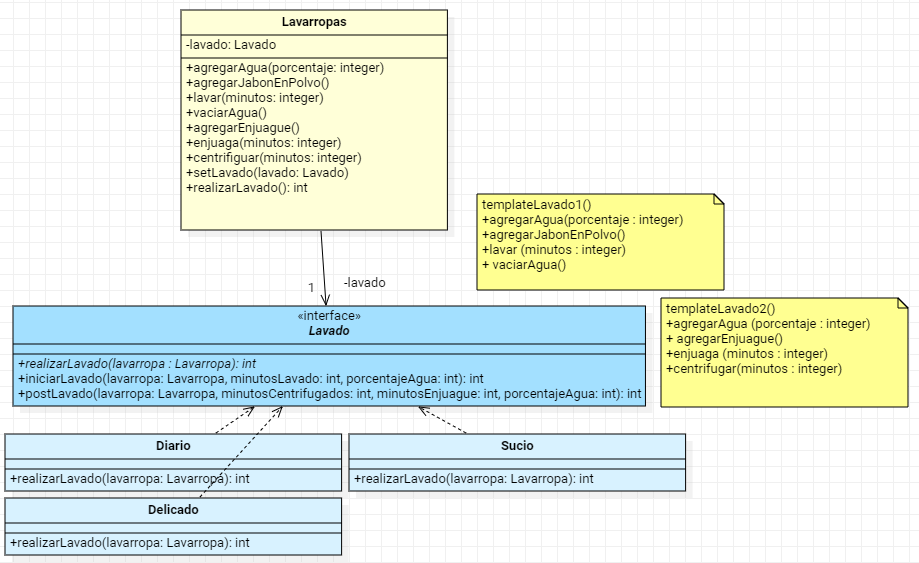 Lavarropas
-lavado: Lavado
+agregarAgua(porcentaje: integer)
+agregarJabonEnPolvo()
+lavar(minutos: integer)
+vaciarAgua()
+agregarEnjuague()
+enjuaga(minutos: integer)
+centrifiguar(minutos: integer)
+setLavado(lavado: Lavado)
+realizarLavado(): int
templateLavado1()
+agregarAgua(porcentaje : integer)
+agregarJabonEnPolvo()
+lavar (minutos : integer)
+ vaciarAgua()
1
-lavado
templateLavado2()
+agregarAgua (porcentaje : integer)
+ agregarEnjuague()
+enjuaga (minutos : integer)
+centrifugar(minutos : integer)
«interface»
Lavado
+realizarLavado(lavarropa : Lavarropa): int
+iniciarLavado(lavarropa: Lavarropa, minutosLavado: int, porcentajeAgua: int): int
+postLavado(lavarropa: Lavarropa, minutosCentrifugados: int, minutosEnjuague: int, porcentajeAgua: int): int
Diario
+realizarLavado(lavarropa: Lavarropa): int
Sucio
+realizarLavado(lavarropa: Lavarropa): int
Delicado
+realizarLavado(lavarropa: Lavarropa): int